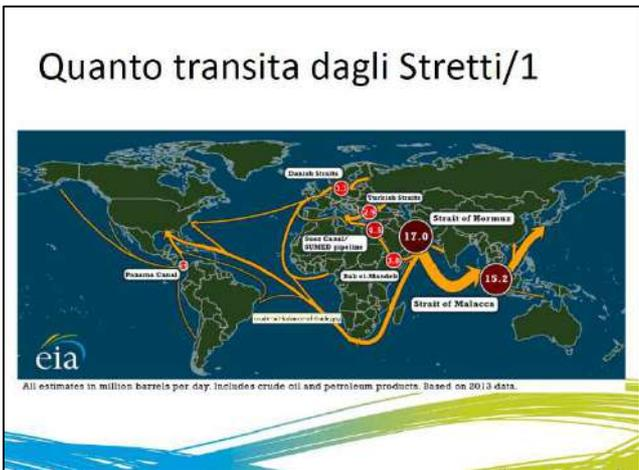 Quanto transita dagli Stretti/1
Danish Straits
Turkish Straits
Strait of Hormuz
17.0
Suez Canal/
SUMED pipeline
Bab el-Mandeb
3.8
15.2
Panama Canal
Strait of Malacca
eia
All estimates in million barrels per day. Includes crude oil and petroleum products. Based on 2013 data.